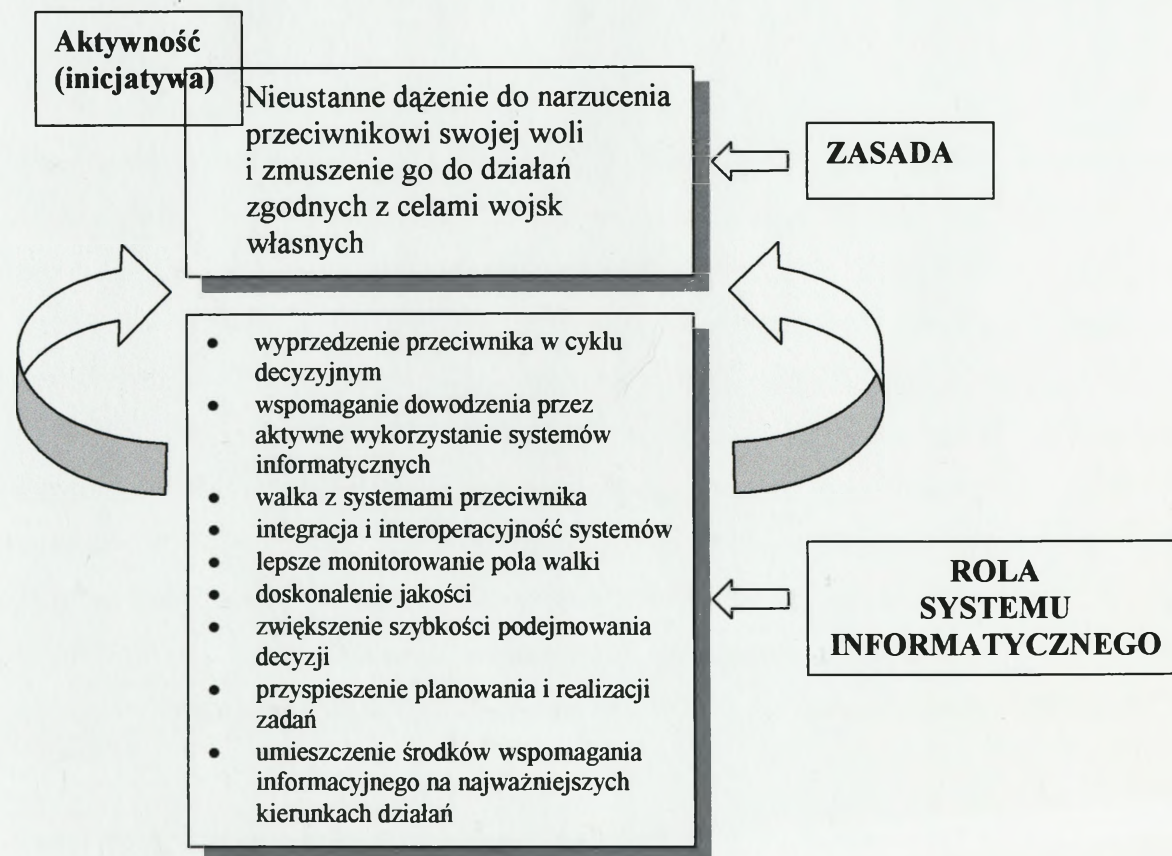 Aktywność
(inicjatywa)
Nieustanne dążenie do narzucenia
przeciwnikowi swojej woli
i zmuszenie go do działań
zgodnych z celami wojsk
własnych
ZASADA
• wyprzedzenie przeciwnika w cyklu
decyzyjnym
• wspomaganie dowodzenia przez
aktywne wykorzystanie systemów
informatycznych
• walka z systemami przeciwnika
• integracja i interoperacyjność systemów
• lepsze monitorowanie pola walki
• doskonalenie jakości
• zwiększenie szybkości podejmowania
decyzji
• przyspieszenie planowania i realizacji
zadań
• umieszczenie środków wspomagania
informacyjnego na najważniejszych
kierunkach działań
ROLA
SYSTEMU
INFORMATYCZNEGO